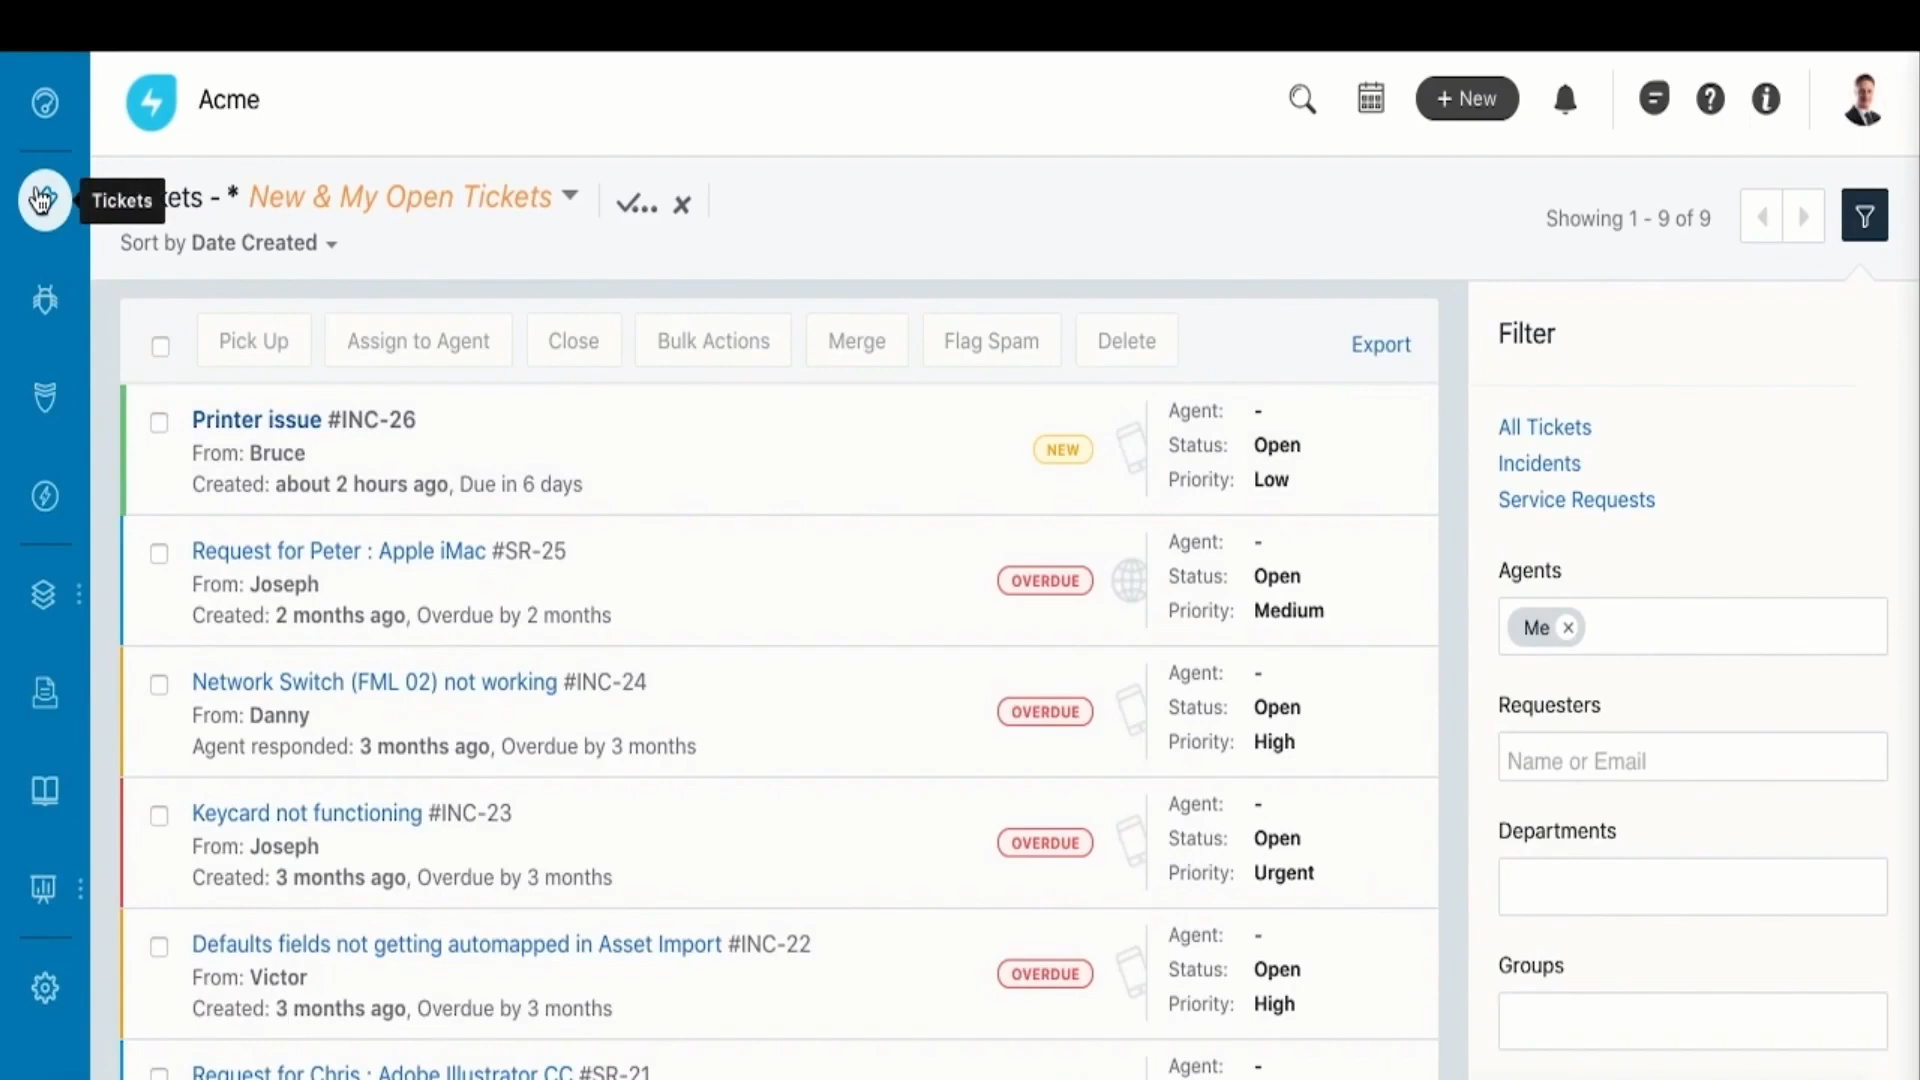 Acme
+ New
Tickets
kets - * New & My Open Tickets
Sort by Date Created
Showing 1 - 9 of 9
Pick Up
Assign to Agent
Close
Bulk Actions
Merge
Flag Spam
Delete
Export
Printer issue #INC-26
From: Bruce
Created: about 2 hours ago, Due in 6 days
NEW
Agent: -
Status: Open
Priority: Low
Request for Peter : Apple iMac #SR-25
From: Joseph
Created: 2 months ago, Overdue by 2 months
OVERDUE
Agent: -
Status: Open
Priority: Medium
Network Switch (FML 02) not working #INC-24
From: Danny
Agent responded: 3 months ago, Overdue by 3 months
OVERDUE
Agent: -
Status: Open
Priority: High
Keycard not functioning #INC-23
From: Joseph
Created: 3 months ago, Overdue by 3 months
OVERDUE
Agent: -
Status: Open
Priority: Urgent
Defaults fields not getting automapped in Asset Import #INC-22
From: Victor
Created: 3 months ago, Overdue by 3 months
OVERDUE
Agent: -
Status: Open
Priority: High
Request for Chris : Adobe Illustrator CC #SR-21
Agent: -
Filter
All Tickets
Incidents
Service Requests
Agents
Me
Requesters
Name or Email
Departments
Groups